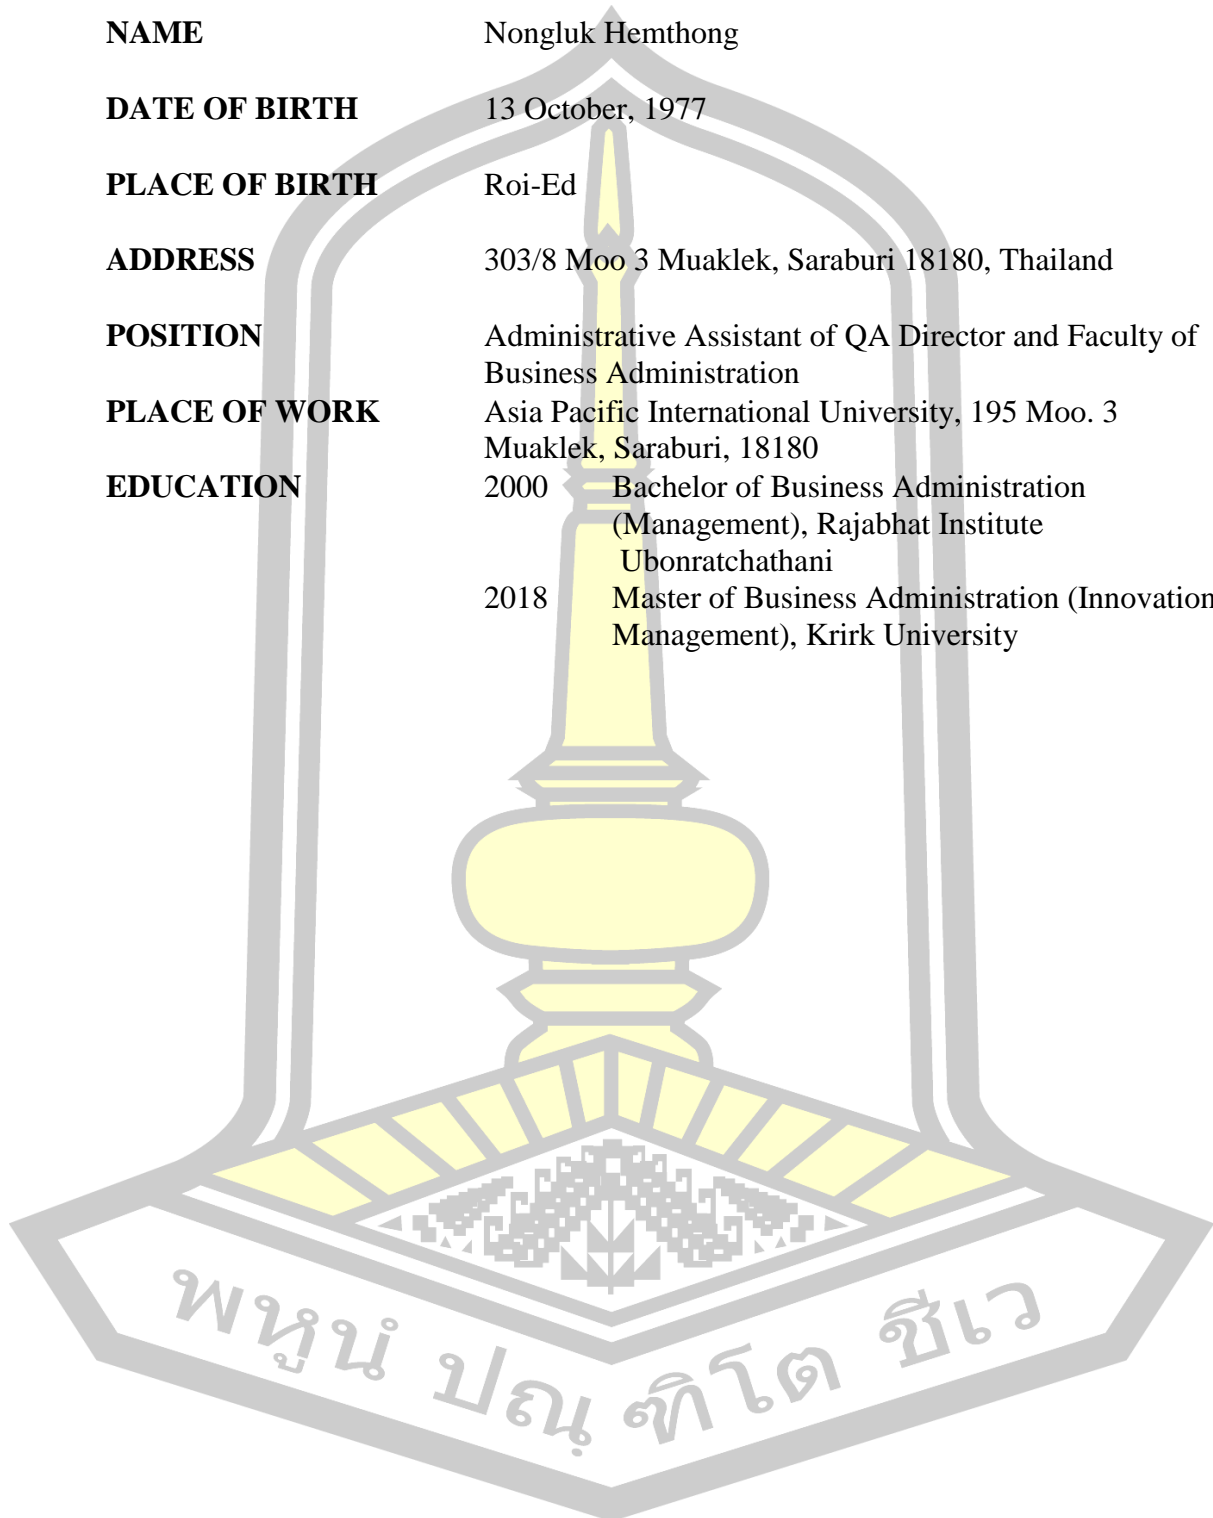 NAME Nongluk Hemthong
DATE OF BIRTH 13 October, 1977
PLACE OF BIRTH Roi-Ed
ADDRESS 303/8 Moo 3 Muaklek, Saraburi 18180, Thailand
POSITION Administrative Assistant of QA Director and Faculty of
Business Administration
PLACE OF WORK Asia Pacific International University, 195 Moo. 3
Muaklek, Saraburi, 18180
EDUCATION 2000 Bachelor of Business Administration
(Management), Rajabhat Institute
Ubonratchathani
2018 Master of Business Administration (Innovation
Management), Krirk University
พหูนํ ปณฺฑิโต ชีเว